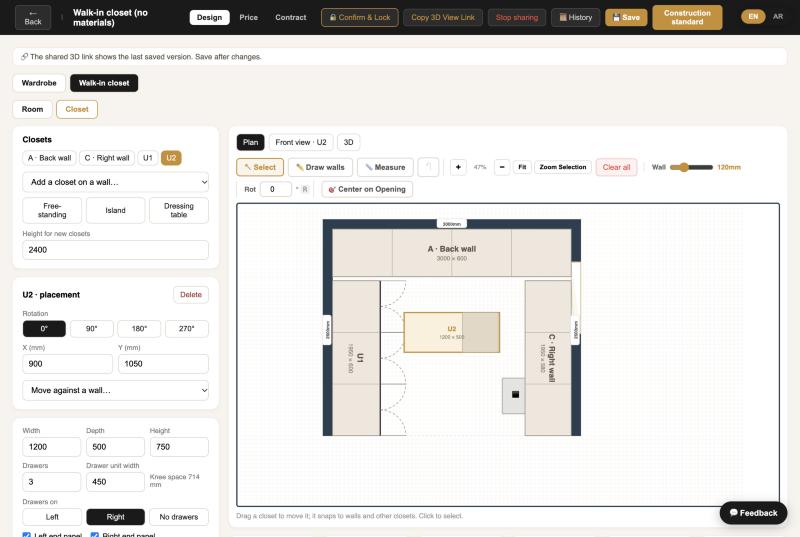 ←
Back
Walk-in closet (no
materials)
Design
Price
Contract
🔒 Confirm & Lock
Copy 3D View Link
Stop sharing
History
💾 Save
Construction
standard
EN
AR
🔗 The shared 3D link shows the last saved version. Save after changes.
Wardrobe
Walk-in closet
Room
Closet
Closets
A · Back wall
C · Right wall
U1
U2
Add a closet on a wall...
Free-
standing
Island
Dressing
table
Height for new closets
2400
U2 · placement
Delete
Rotation
0°
90°
180°
270°
X (mm)
Y (mm)
900
1050
Move against a wall...
Width
Depth
Height
1200
500
750
Drawers
Drawer unit width
3
450
Knee space 714
mm
Drawers on
Left
Right
No drawers
Left end panel
Right end panel
Plan
Front view · U2
3D
Select
Draw walls
Measure
+
47%
−
Fit
Zoom Selection
Clear all
Wall
120mm
Rot
0
°
R
Center on Opening
3000mm
A · Back wall
3000 × 600
2600mm
U1
1950 × 600
U2
1200 × 500
C · Right wall
1950 × 580
2600mm
Drag a closet to move it; it snaps to walls and other closets. Click to select.
Feedback